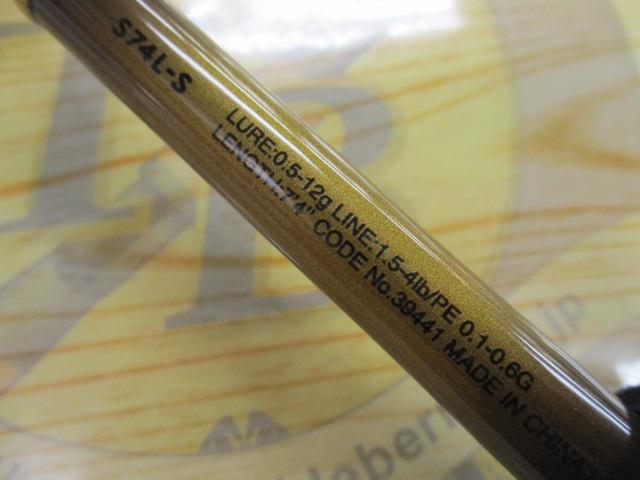 S74L-S
LURE:0.5-12g LINE:1.5-4lb/PE 0.1-0.6G
LENGTH:7'4" CODE No.39441 MADE IN CHINA